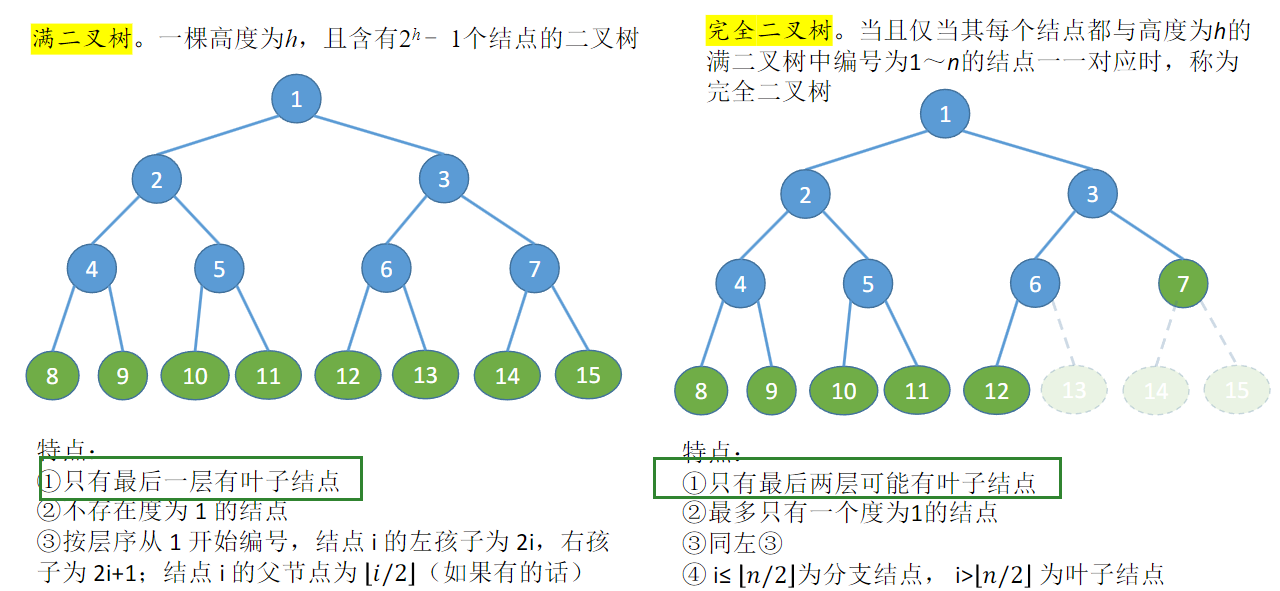 满二叉树。一棵高度为h，且含有2ʰ− 1个结点的二叉树
1
2 3
4 5 6 7
8 9 10 11 12 13 14 15
特点：
①只有最后一层有叶子结点
②不存在度为 1 的结点
③按层序从 1 开始编号，结点 i 的左孩子为 2i，右孩
子为 2i+1；结点 i 的父节点为 ⌊i/2⌋（如果有的话）
完全二叉树。当且仅当其每个结点都与高度为h的
满二叉树中编号为1～n的结点一一对应时，称为
完全二叉树
1
2 3
4 5 6 7
8 9 10 11 12 13 14 15
特点：
①只有最后两层可能有叶子结点
②最多只有一个度为1的结点
③同左③
④ i≤ ⌊n/2⌋为分支结点， i>⌊n/2⌋ 为叶子结点